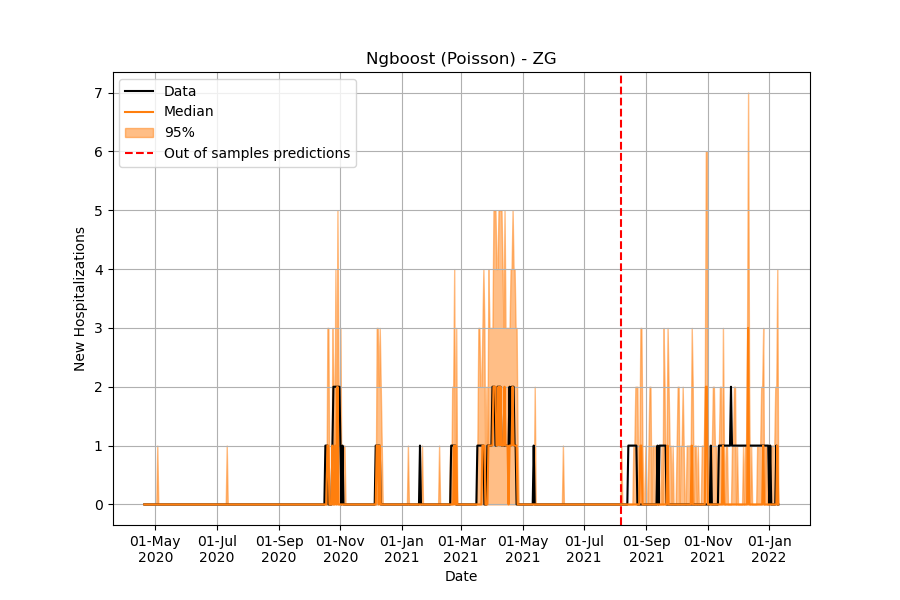 Ngboost (Poisson) - ZG
Data
Median
95%
Out of samples predictions
New Hospitalizations
7
6
5
4
3
2
1
0
01-May 01-Jul 01-Sep 01-Nov 01-Jan 01-Mar 01-May 01-Jul 01-Sep 01-Nov 01-Jan
2020 2020 2020 2020 2021 2021 2021 2021 2021 2021 2022
Date